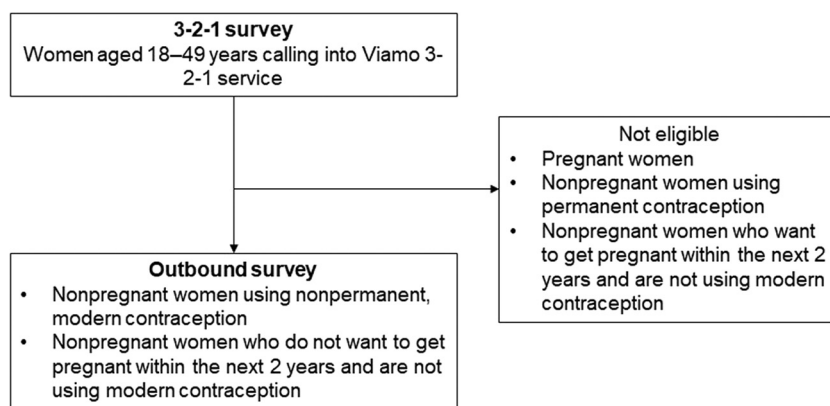 3-2-1 survey
Women aged 18–49 years calling into Viamo 3-
2-1 service
Not eligible
• Pregnant women
• Nonpregnant women using
permanent contraception
• Nonpregnant women who want
to get pregnant within the next 2
years and are not using modern
contraception
Outbound survey
• Nonpregnant women using nonpermanent,
modern contraception
• Nonpregnant women who do not want to get
pregnant within the next 2 years and are not
using modern contraception